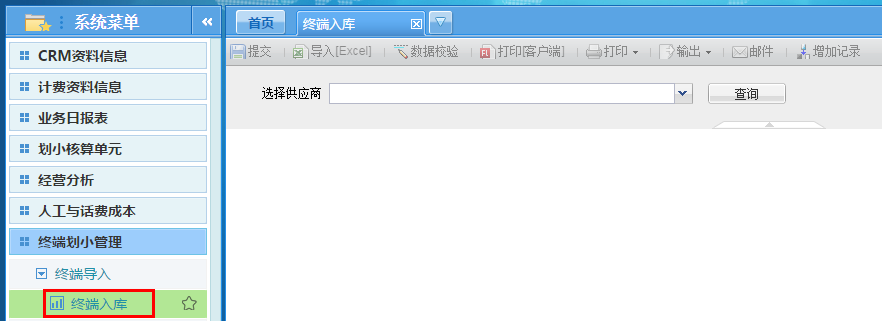 系统菜单
CRM资料信息
计费资料信息
业务日报表
划小核算单元
经营分析
人工与话费成本
终端划小管理
终端导入
终端入库
首页 终端入库
提交 导入[Excel] 数据校验 打印[客户端] 打印 输出 邮件 增加记录
选择供应商 查询